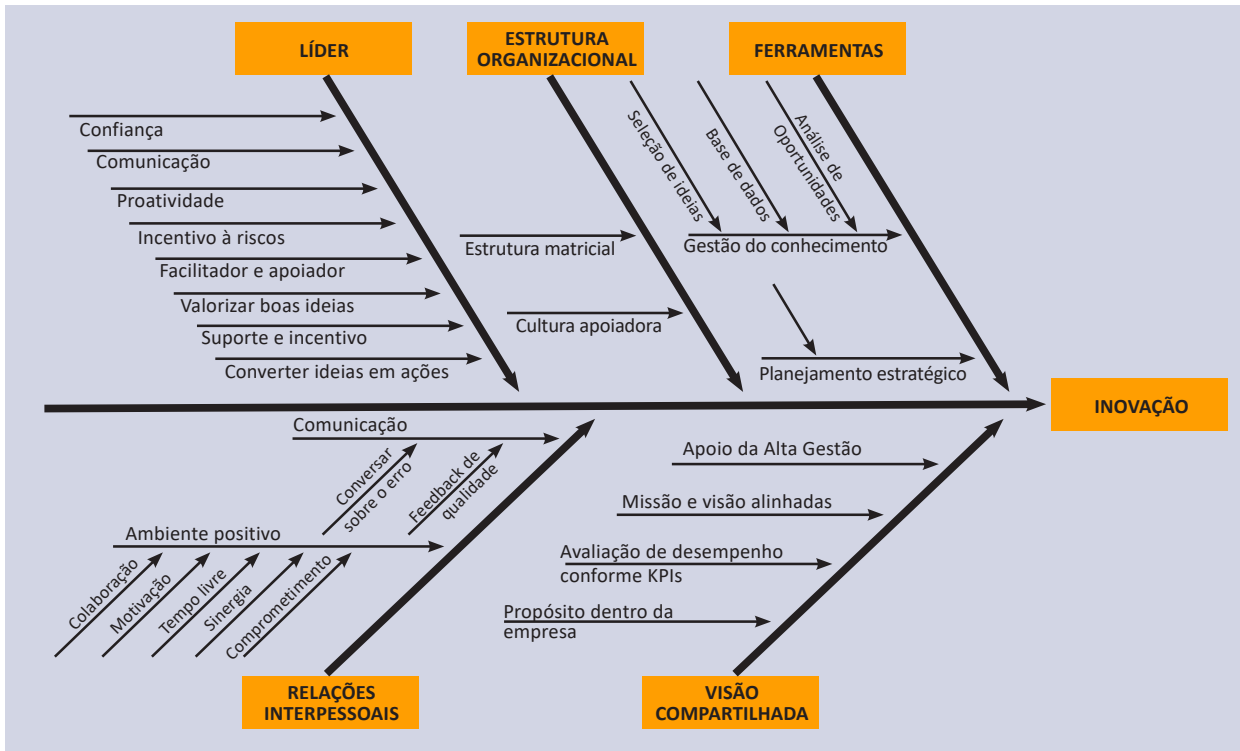 LÍDER
ESTRUTURA
ORGANIZACIONAL
FERRAMENTAS
Confiança
Comunicação
Proatividade
Incentivo à riscos
Facilitador e apoiador
Valorizar boas ideias
Suporte e incentivo
Converter ideias em ações
Estrutura matricial
Cultura apoiadora
Seleção de ideias
Base de dados
Análise de
Oportunidades
Gestão do conhecimento
Planejamento estratégico
INOVAÇÃO
Comunicação
Conversar
sobre o erro
Feedback de
qualidade
Ambiente positivo
Colaboração
Motivação
Tempo livre
Sinergia
Comprometimento
Apoio da Alta Gestão
Missão e visão alinhadas
Avaliação de desempenho
conforme KPIs
Propósito dentro da
empresa
RELAÇÕES
INTERPESSOAIS
VISÃO
COMPARTILHADA